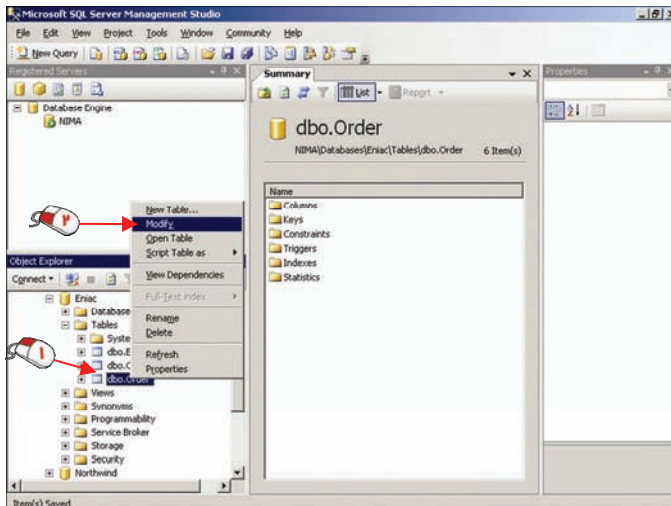 Microsoft SQL Server Management Studio
File Edit View Project Tools Window Community Help
New Query
Registered Servers
Database Engine
NIMA
Summary
List Report
dbo.Order
NIMA\Databases\Eniac\Tables\dbo.Order 6 Item(s)
Name
Columns
Keys
Constraints
Triggers
Indexes
Statistics
Properties
New Table...
Modify
Open Table
Script Table as
View Dependencies
Full-Text index
Rename
Delete
Refresh
Properties
۲
Object Explorer
Connect
Eniac
Database
Tables
Syste
dbo.E
dbo.C
dbo.Order
Views
Synonyms
Programmability
Service Broker
Storage
Security
Northwind
۱
Item(s) Saved